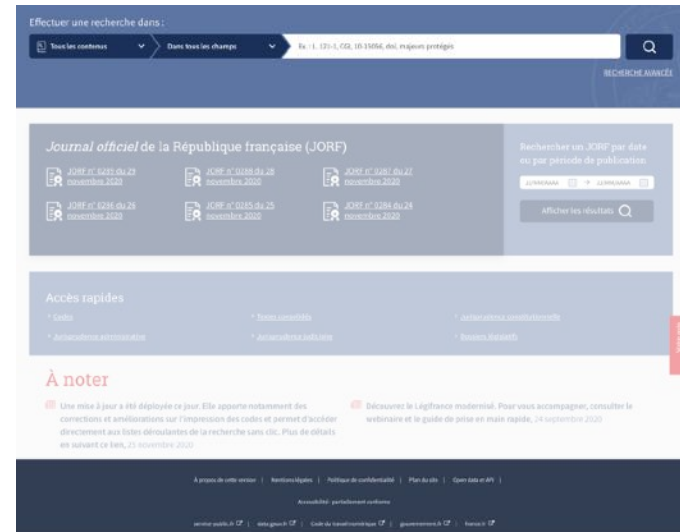 Effectuer une recherche dans :
Tous les contenus
Dans tous les champs
Ex. : L. 121-1, CGI, 10-15056, dol, majeurs protégés
RECHERCHE AVANCÉE
Journal officiel de la République française (JORF)
JORF n° 0289 du 29
novembre 2020
JORF n° 0288 du 28
novembre 2020
JORF n° 0287 du 27
novembre 2020
JORF n° 0286 du 26
novembre 2020
JORF n° 0285 du 25
novembre 2020
JORF n° 0284 du 24
novembre 2020
Rechercher un JORF par date
ou par période de publication
JJ/MM/AAAA
JJ/MM/AAAA
Afficher les résultats
Accès rapides
Codes
Textes consolidés
Jurisprudence constitutionnelle
Jurisprudence administrative
Jurisprudence judiciaire
Dossiers législatifs
À noter
Une mise à jour a été déployée ce jour. Elle apporte notamment des
corrections et améliorations sur l'impression des codes et permet d'accéder
directement aux listes déroulantes de la recherche sans clic. Plus de détails
en suivant ce lien, 25 novembre 2020
Découvrez le Légifrance modernisé. Pour vous accompagner, consulter le
webinaire et le guide de prise en main rapide, 24 septembre 2020
À propos de cette version | Mentions légales | Politique de confidentialité | Plan du site | Open data et API |
Accessibilité : partiellement conforme
service-public.fr | data.gouv.fr | Code du travail numérique | gouvernement.fr | france.fr